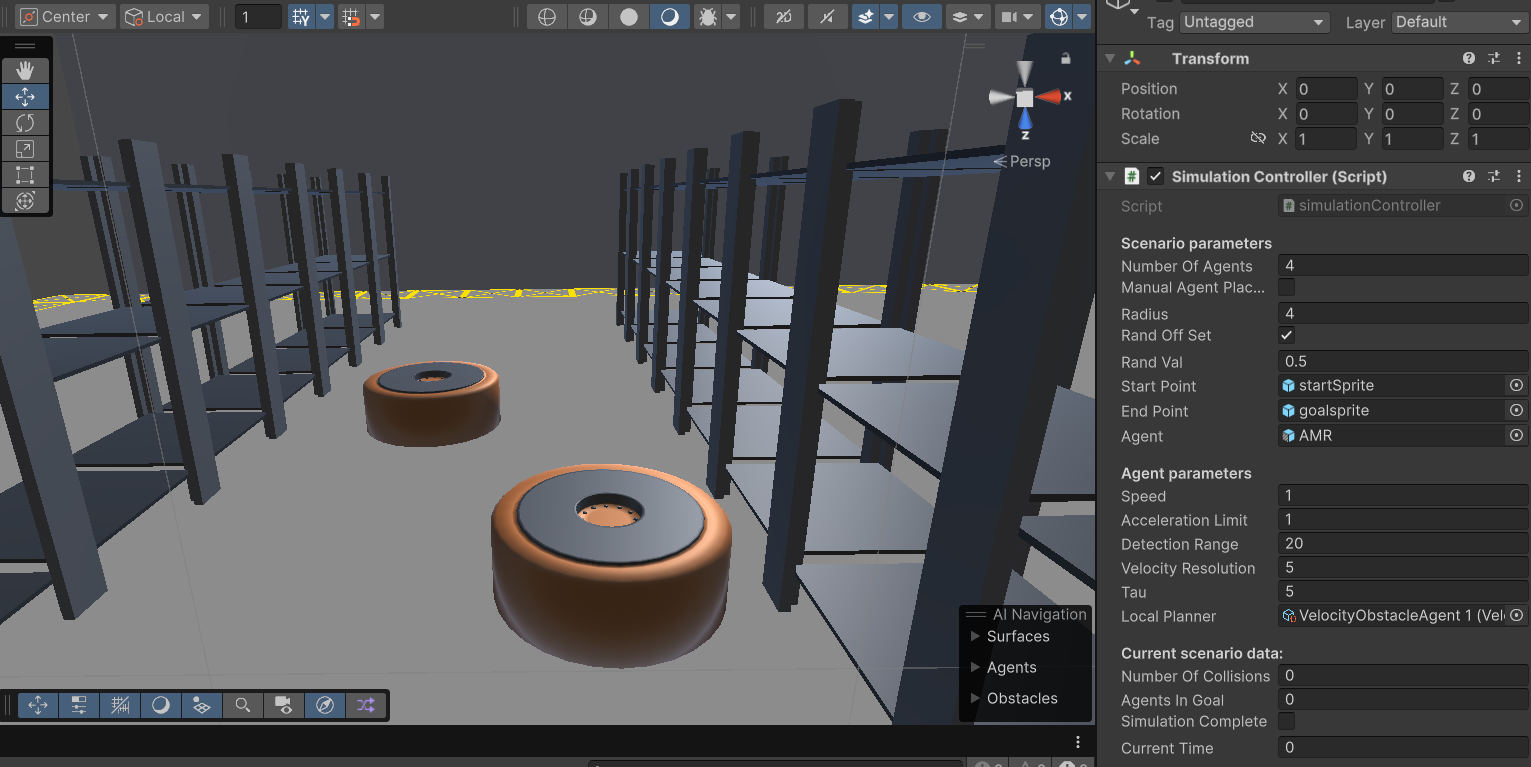 Center Local 1 2D
Tag Untagged Layer Default
Transform
Position X 0 Y 0 Z 0
Rotation X 0 Y 0 Z 0
Scale X 1 Y 1 Z 1
x
z
Persp
# Simulation Controller (Script)
Script # simulationController
Scenario parameters
Number Of Agents 4
Manual Agent Plac...
Radius 4
Rand Off Set
Rand Val 0.5
Start Point startSprite
End Point goalsprite
Agent AMR
Agent parameters
Speed 1
Acceleration Limit 1
Detection Range 20
Velocity Resolution 5
Tau 5
Local Planner VelocityObstacleAgent 1 (Vel
Current scenario data:
Number Of Collisions 0
Agents In Goal 0
Simulation Complete
Current Time 0
AI Navigation
Surfaces
Agents
Obstacles